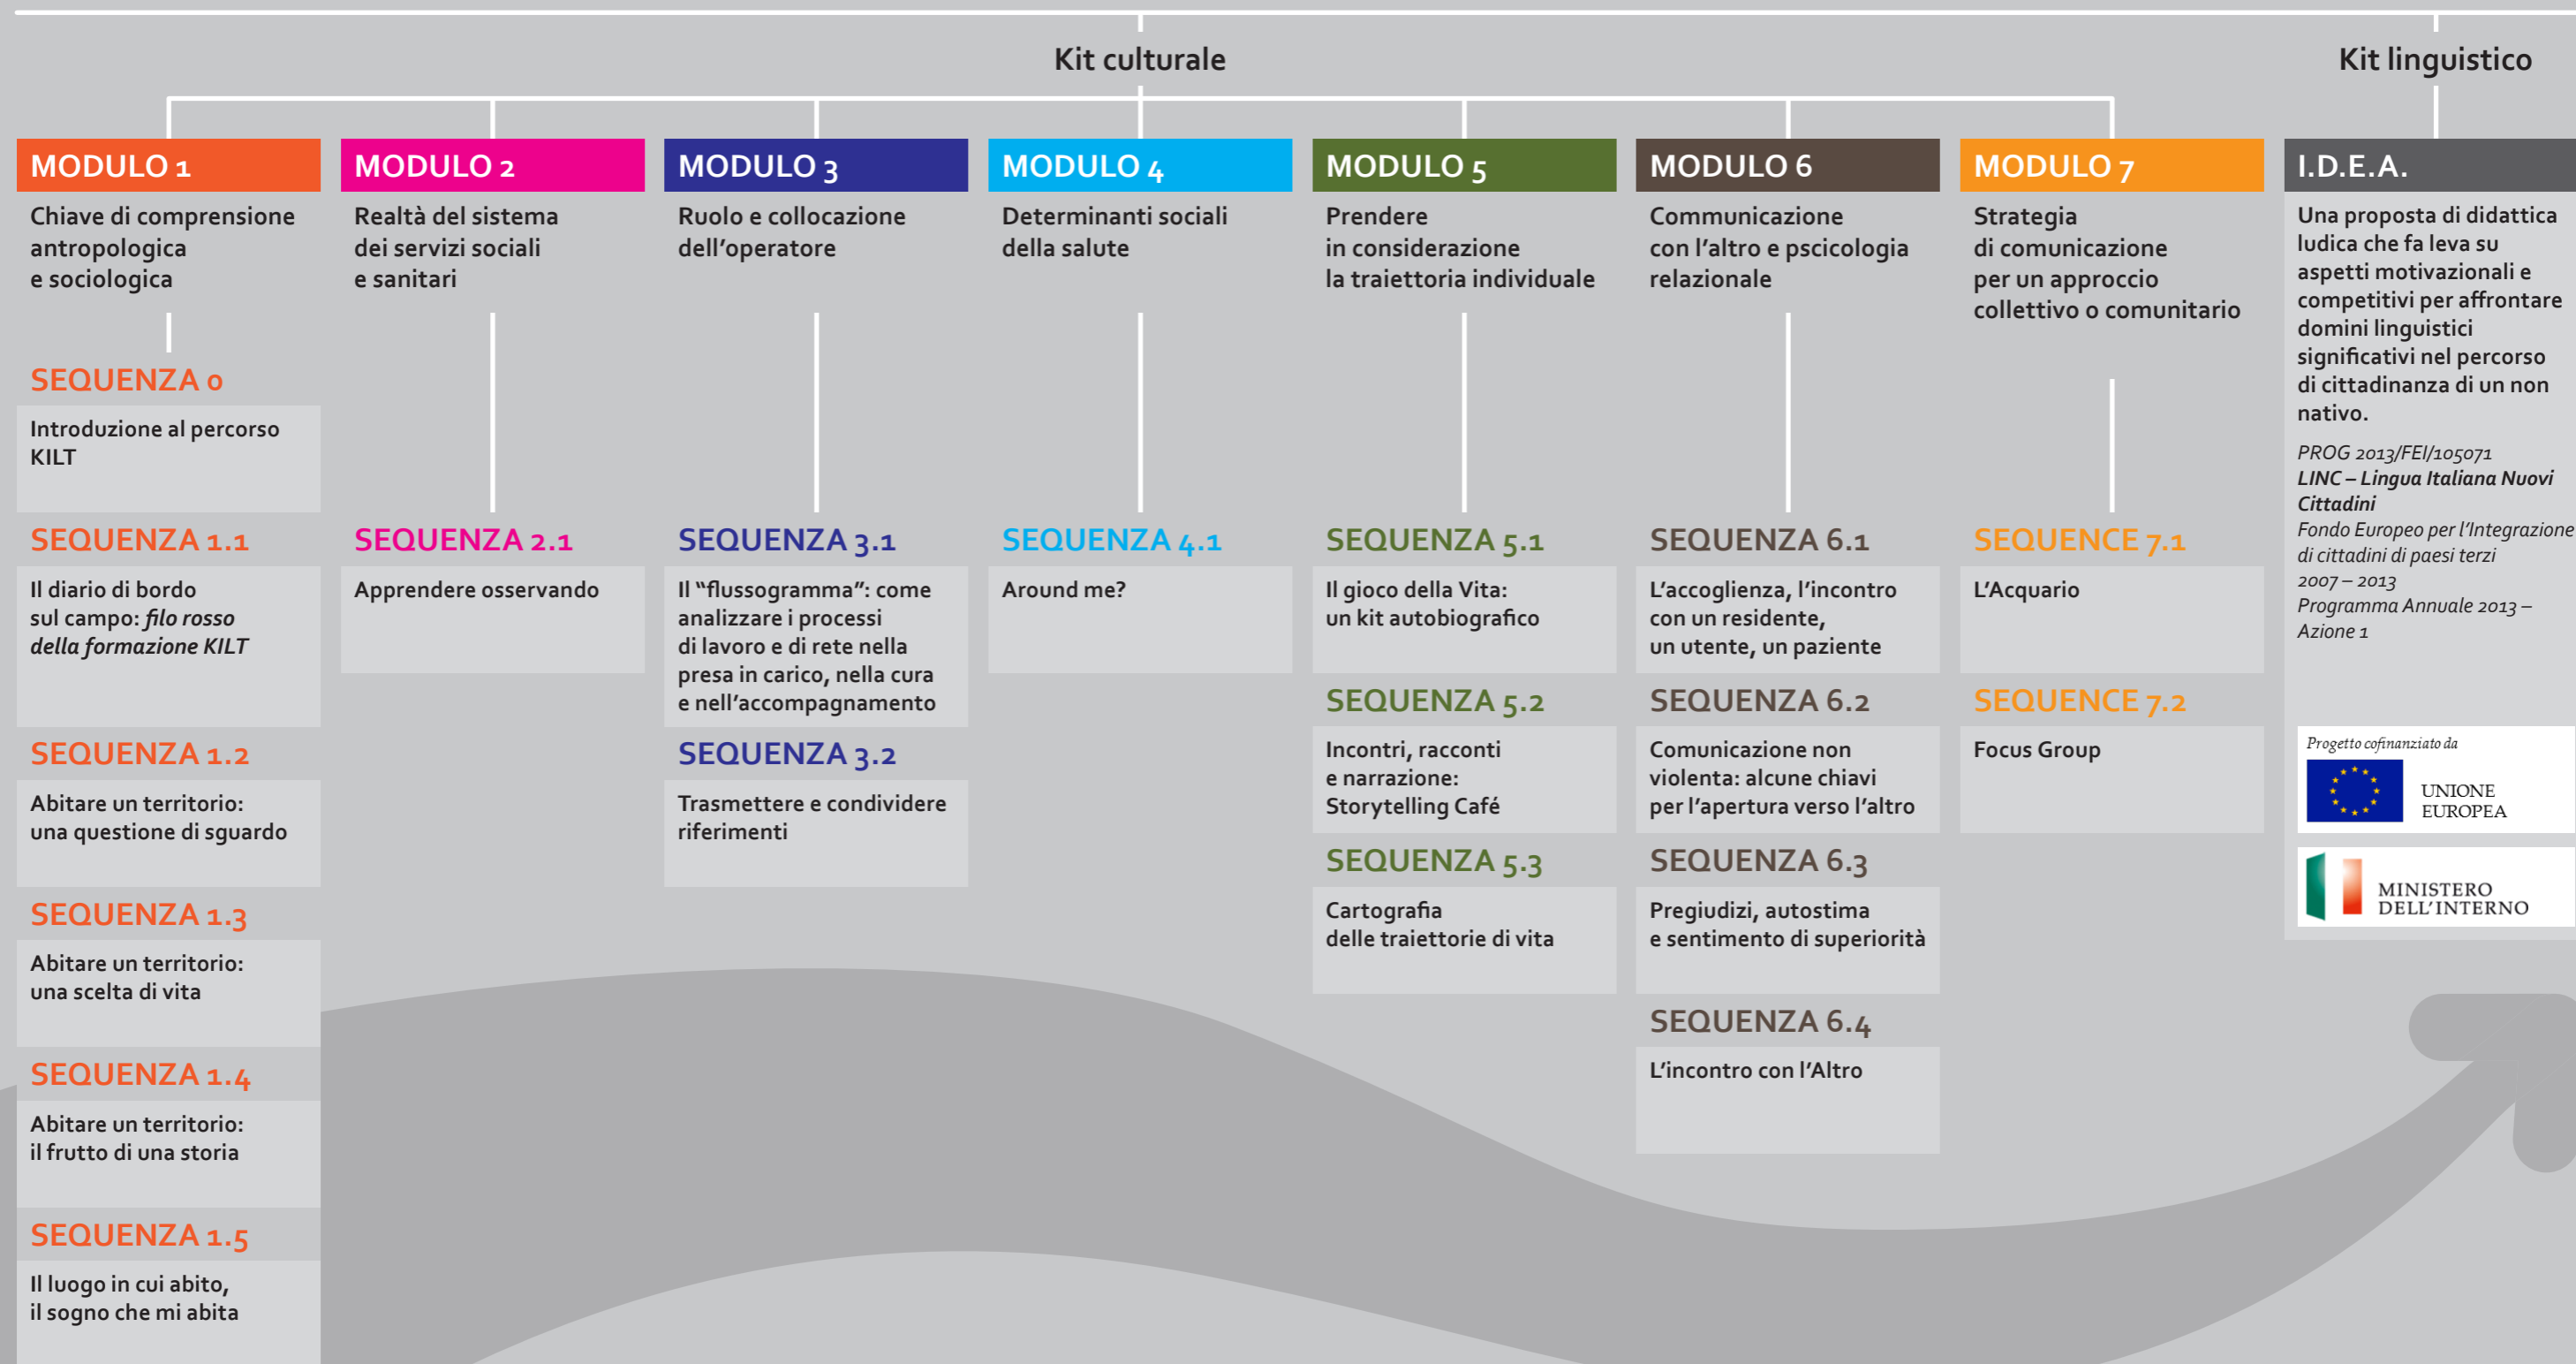 Kit culturale
Kit linguistico
MODULO 1
Chiave di comprensione
antropologica
e sociologica
SEQUENZA 0
Introduzione al percorso
KILT
SEQUENZA 1.1
Il diario di bordo
sul campo: filo rosso
della formazione KILT
SEQUENZA 1.2
Abitare un territorio:
una questione di sguardo
SEQUENZA 1.3
Abitare un territorio:
una scelta di vita
SEQUENZA 1.4
Abitare un territorio:
il frutto di una storia
SEQUENZA 1.5
Il luogo in cui abito,
il sogno che mi abita
MODULO 2
Realtà del sistema
dei servizi sociali
e sanitari
SEQUENZA 2.1
Apprendere osservando
MODULO 3
Ruolo e collocazione
dell’operatore
SEQUENZA 3.1
Il “flussogramma”: come
analizzare i processi
di lavoro e di rete nella
presa in carico, nella cura
e nell’accompagnamento
SEQUENZA 3.2
Trasmettere e condividere
riferimenti
MODULO 4
Determinanti sociali
della salute
SEQUENZA 4.1
Around me?
MODULO 5
Prendere
in considerazione
la traiettoria individuale
SEQUENZA 5.1
Il gioco della Vita:
un kit autobiografico
SEQUENZA 5.2
Incontri, racconti
e narrazione:
Storytelling Café
SEQUENZA 5.3
Cartografia
delle traiettorie di vita
MODULO 6
Communicazione
con l’altro e pscicologia
relazionale
SEQUENZA 6.1
L’accoglienza, l’incontro
con un residente,
un utente, un paziente
SEQUENZA 6.2
Comunicazione non
violenta: alcune chiavi
per l’apertura verso l’altro
SEQUENZA 6.3
Pregiudizi, autostima
e sentimento di superiorità
SEQUENZA 6.4
L’incontro con l’Altro
MODULO 7
Strategia
di comunicazione
per un approccio
collettivo o comunitario
SEQUENCE 7.1
L’Acquario
SEQUENCE 7.2
Focus Group
I.D.E.A.
Una proposta di didattica
ludica che fa leva su
aspetti motivazionali e
competitivi per affrontare
domini linguistici
significativi nel percorso
di cittadinanza di un non
nativo.
PROG 2013/FEI/105071
LINC – Lingua Italiana Nuovi
Cittadini
Fondo Europeo per l’Integrazione
di cittadini di paesi terzi
2007 – 2013
Programma Annuale 2013 –
Azione 1
Progetto cofinanziato da
UNIONE
EUROPEA
MINISTERO
DELL’INTERNO